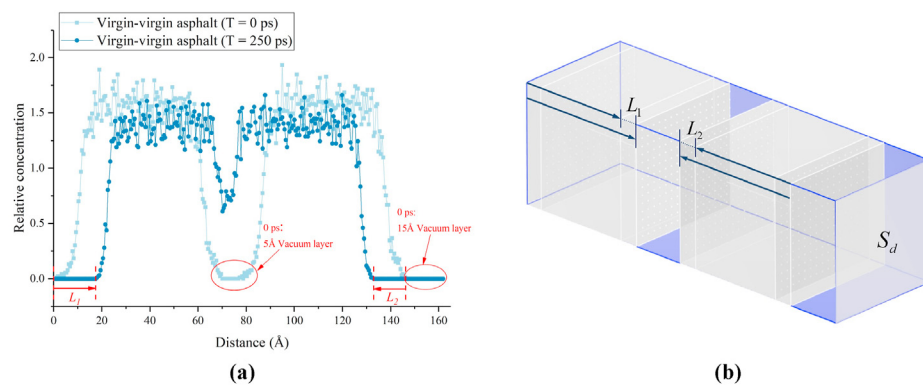 Virgin-virgin asphalt (T = 0 ps)
Virgin-virgin asphalt (T = 250 ps)
Relative concentration
2.0
1.5
1.0
0.5
0.0
0 ps:
5Å Vacuum layer
0 ps:
15Å Vacuum layer
L1
L2
0 20 40 60 80 100 120 140 160
Distance (Å)
(a)
L1
L2
Sd
(b)